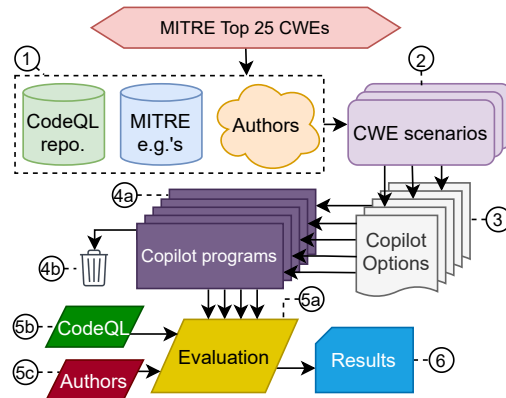 MITRE Top 25 CWEs
1
CodeQL
repo.
MITRE
e.g.'s
Authors
2
CWE scenarios
3
Copilot
Options
4a
Copilot programs
4b
5a
5b
CodeQL
Evaluation
5c
Authors
Results
6